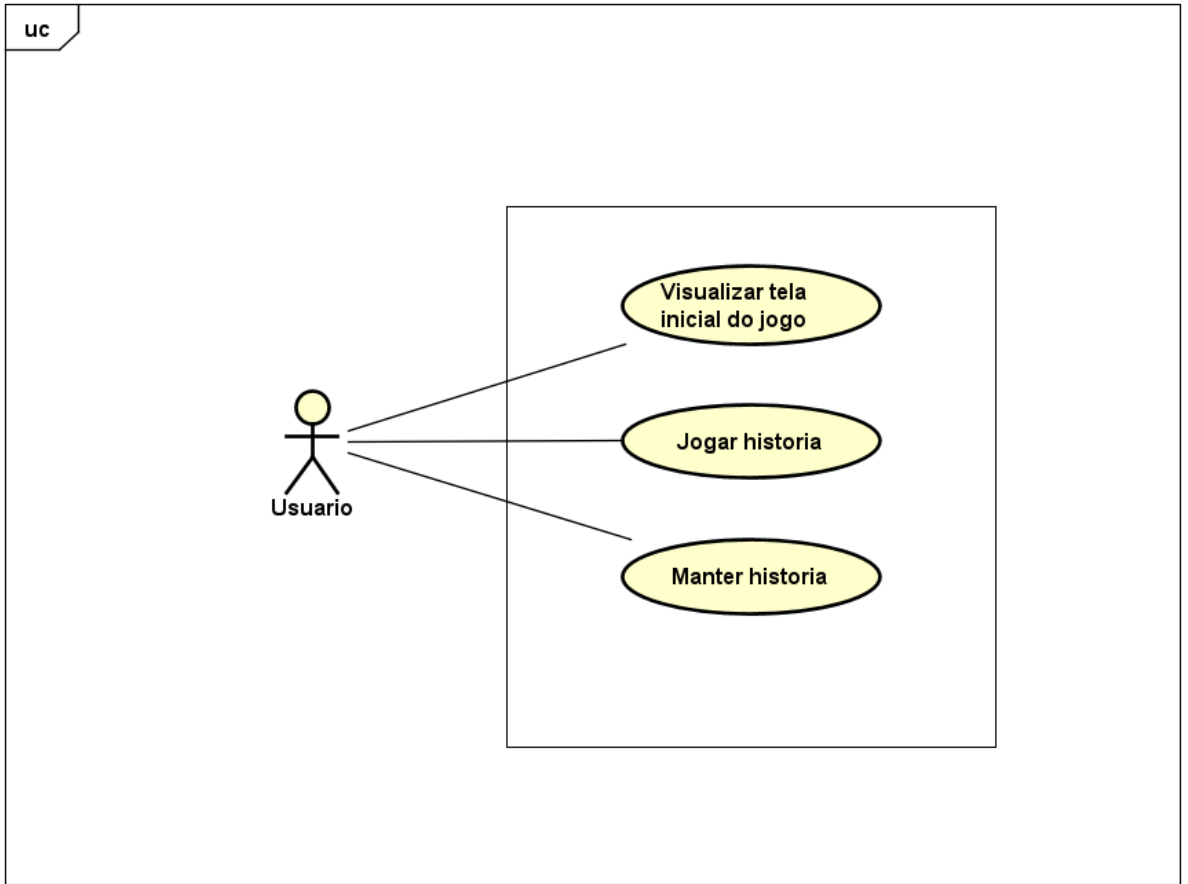 uc
Visualizar tela
inicial do jogo
Jogar historia
Usuario
Manter historia